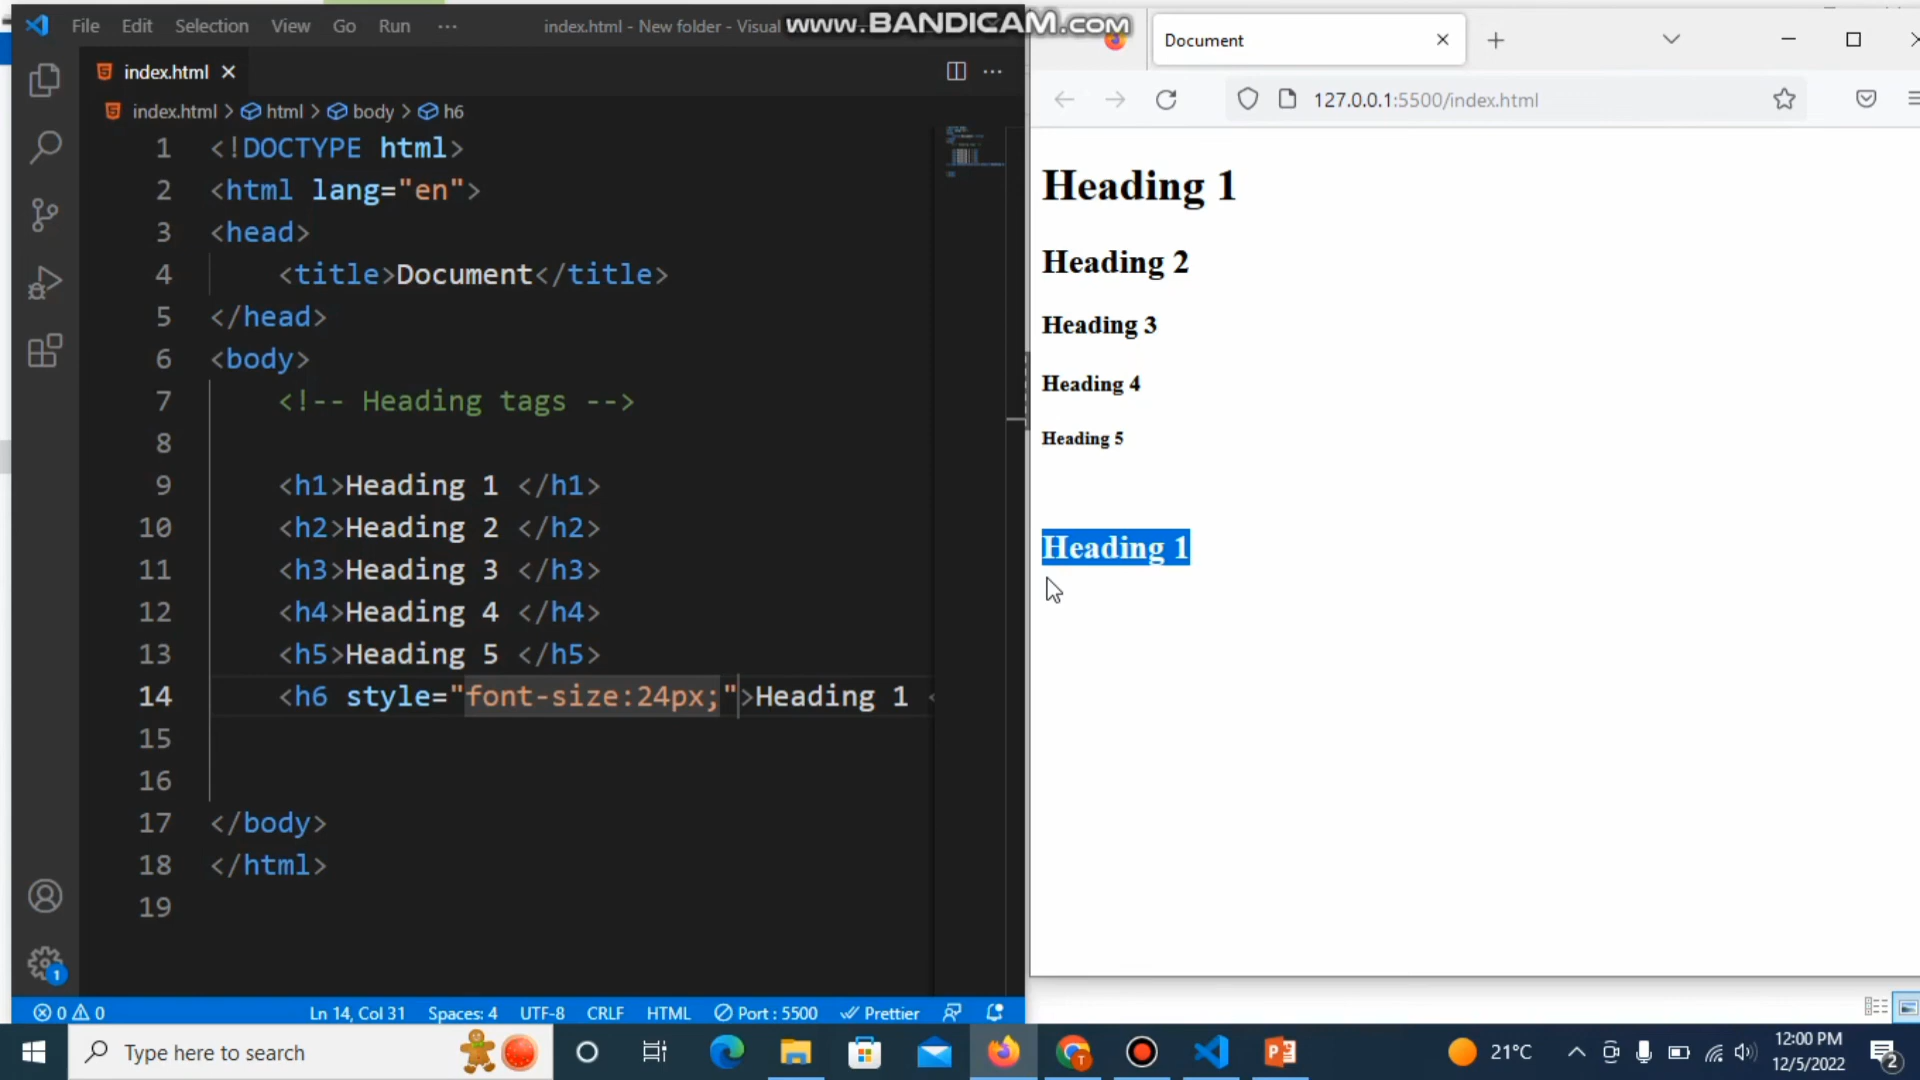 File Edit Selection View Go Run ··· index.html - New folder - Visual
www.BANDICAM.com
index.html
index.html > html > body > h6
1 <!DOCTYPE html>
2 <html lang="en">
3 <head>
4 <title>Document</title>
5 </head>
6 <body>
7 <!-- Heading tags -->
8
9 <h1>Heading 1 </h1>
10 <h2>Heading 2 </h2>
11 <h3>Heading 3 </h3>
12 <h4>Heading 4 </h4>
13 <h5>Heading 5 </h5>
14 <h6 style="font-size:24px;">Heading 1 <
15
16
17 </body>
18 </html>
19
1
0 0 Ln 14, Col 31 Spaces: 4 UTF-8 CRLF HTML Port : 5500 Prettier
Document
127.0.0.1:5500/index.html
Heading 1
Heading 2
Heading 3
Heading 4
Heading 5
Heading 1
Type here to search
T
21°C
12:00 PM
12/5/2022
2